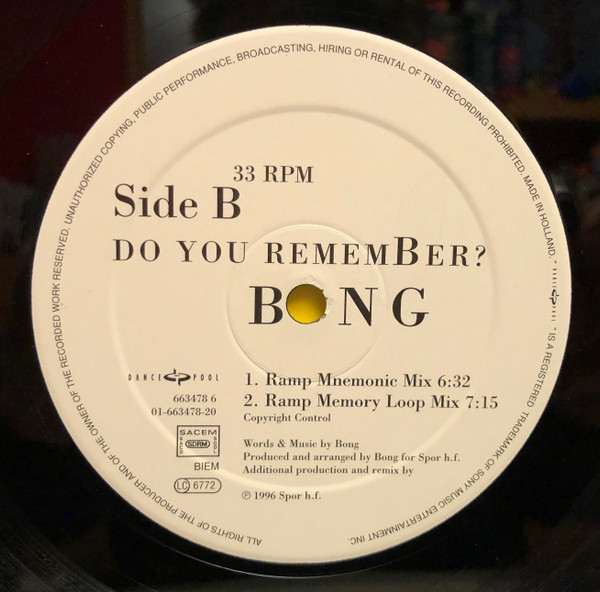 33 RPM
Side B
DO YOU REMEMBER?
B NG
DANCE POOL
663478 6
01-663478-20
SACEM
SDRM
BIEM
LC 6772
1. Ramp Mnemonic Mix 6:32
2. Ramp Memory Loop Mix 7:15
Copyright Control
Words & Music by Bong
Produced and arranged by Bong for Spor h.f.
Additional production and remix by
℗ 1996 Spor h.f.
ALL RIGHTS OF THE PRODUCER AND OF THE OWNER OF THE RECORDED WORK RESERVED. UNAUTHORIZED COPYING, PUBLIC PERFORMANCE, BROADCASTING, HIRING OR RENTAL OF THIS RECORDING PROHIBITED. MADE IN HOLLAND. " DANCE POOL " IS A REGISTERED TRADEMARK OF SONY MUSIC ENTERTAINMENT INC.